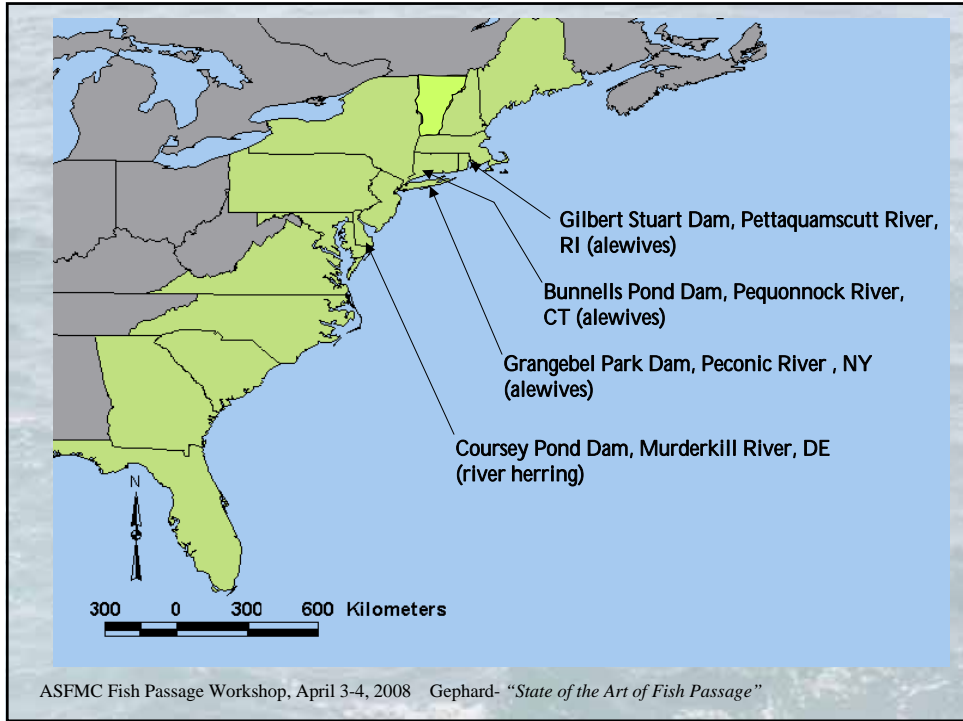 Gilbert Stuart Dam, Pettaquamscutt River,
RI (alewives)
Bunnells Pond Dam, Pequonnock River,
CT (alewives)
Grangebel Park Dam, Peconic River , NY
(alewives)
Coursey Pond Dam, Murderkill River, DE
(river herring)
N
300 0 300 600 Kilometers
ASFMC Fish Passage Workshop, April 3-4, 2008 Gephard- “State of the Art of Fish Passage”